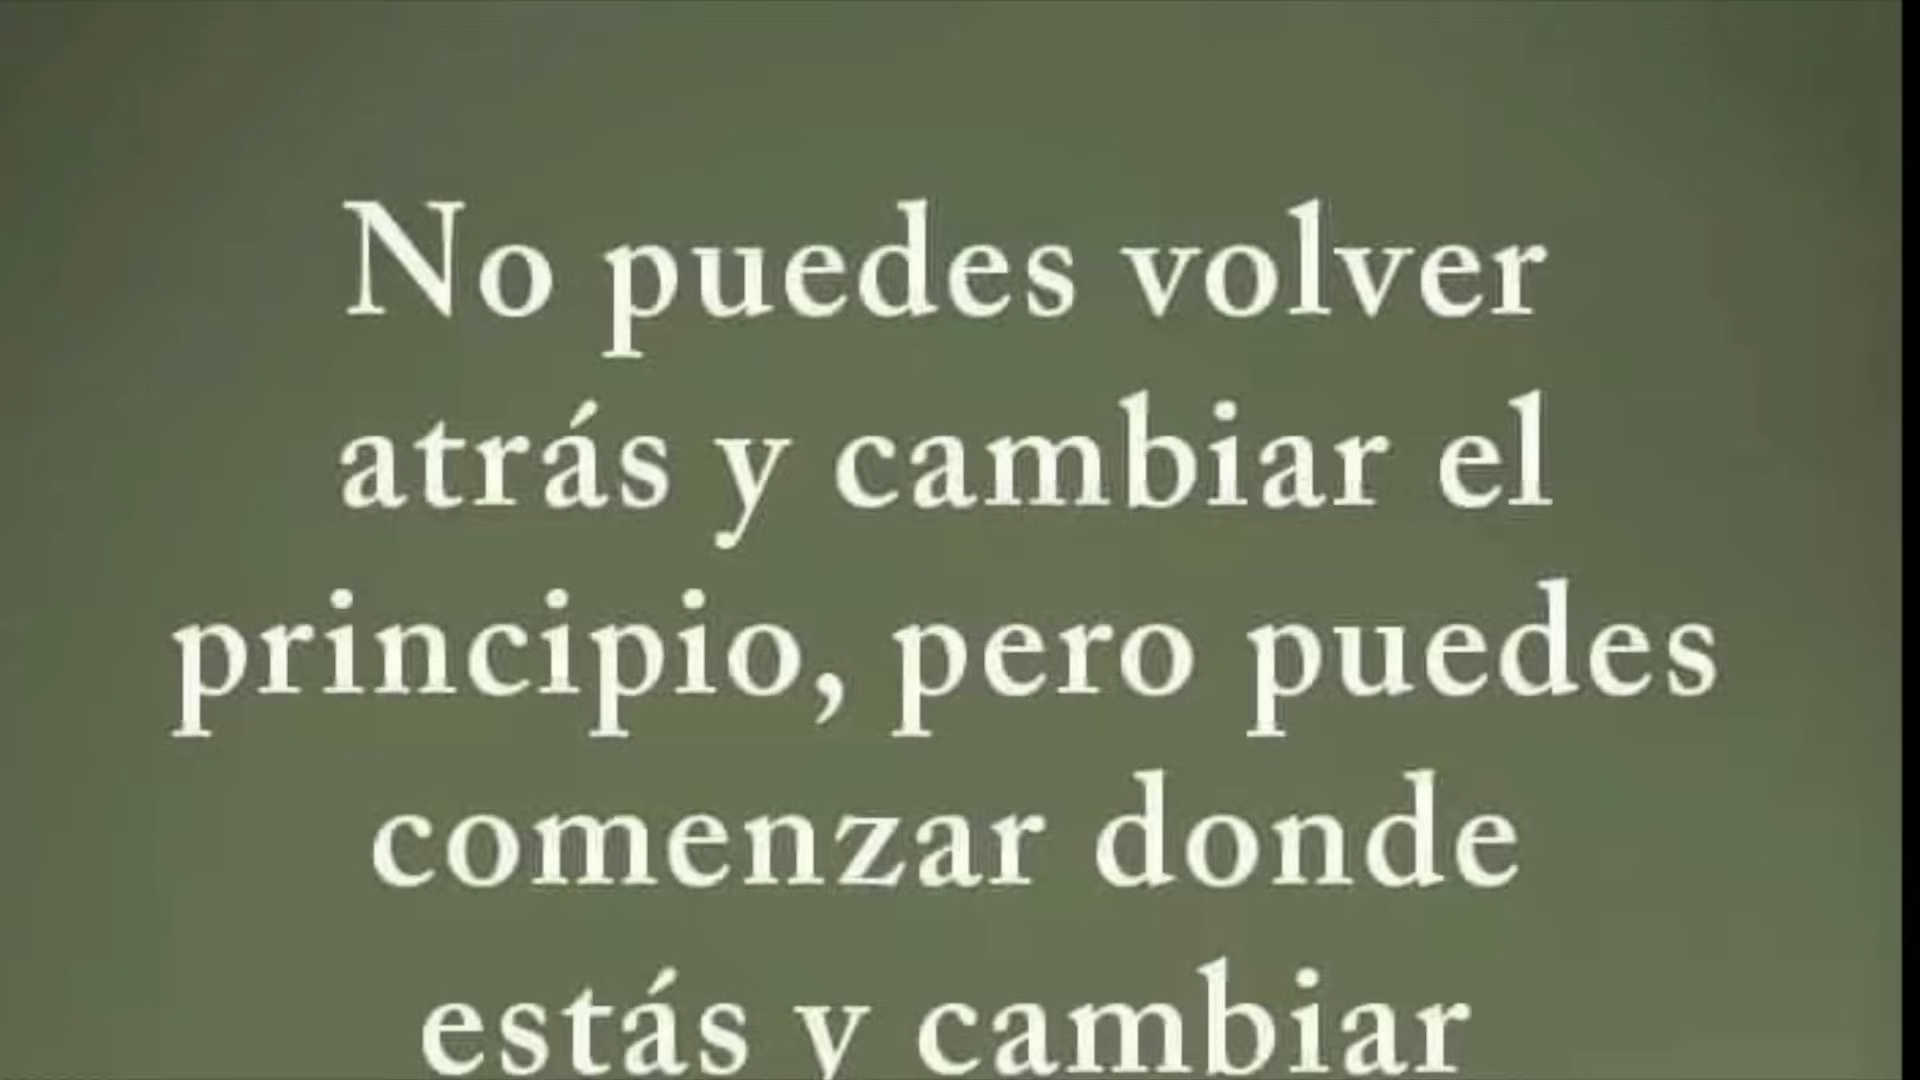 No puedes volver
atrás y cambiar el
principio, pero puedes
comenzar donde
estás y cambiar